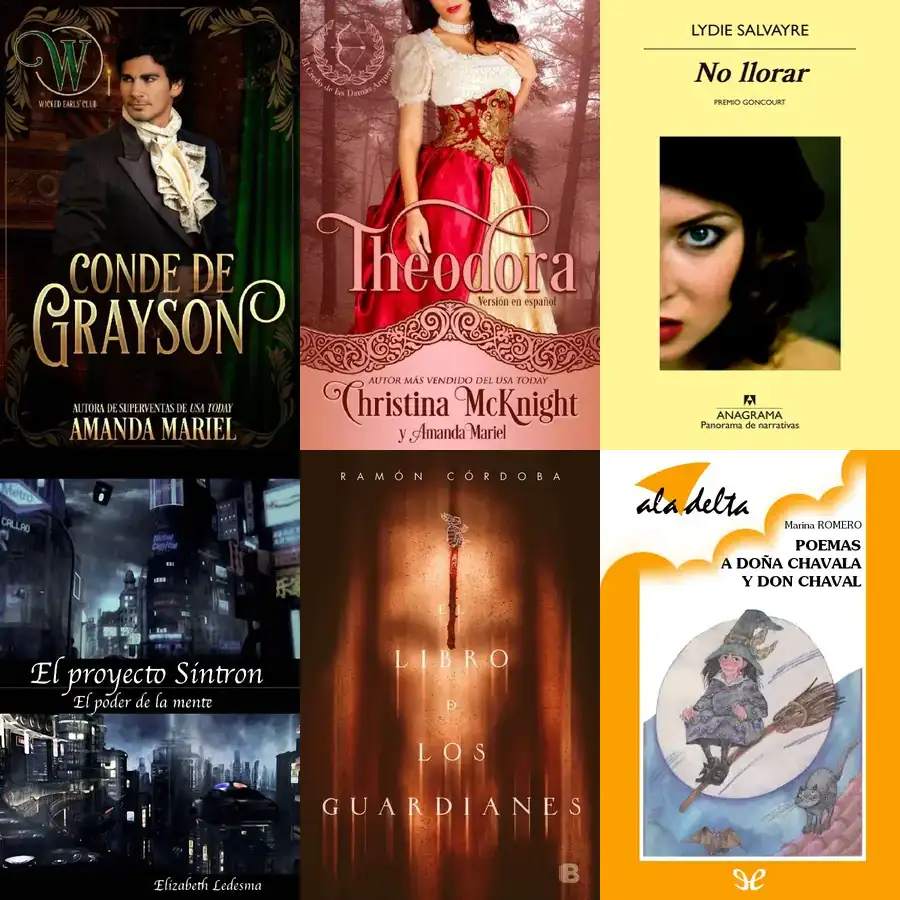 W
WICKED EARLS' CLUB
CONDE DE
GRAYSON
AUTORA DE SUPERVENTAS DE USA TODAY
AMANDA MARIEL
El Credo de las Damas Arqueras
Theodora
Versión en español
AUTOR MÁS VENDIDO DEL USA TODAY
Christina McKnight
y Amanda Mariel
LYDIE SALVAYRE
No llorar
PREMIO GONCOURT
ANAGRAMA
Panorama de narrativas
Metro
CALLAO
El proyecto Sintron
El poder de la mente
Elizabeth Ledesma
RAMÓN CÓRDOBA
EL
LIBRO
D
LOS
GUARDIANES
B
ala delta
Marina ROMERO
POEMAS
A DOÑA CHAVALA
Y DON CHAVAL